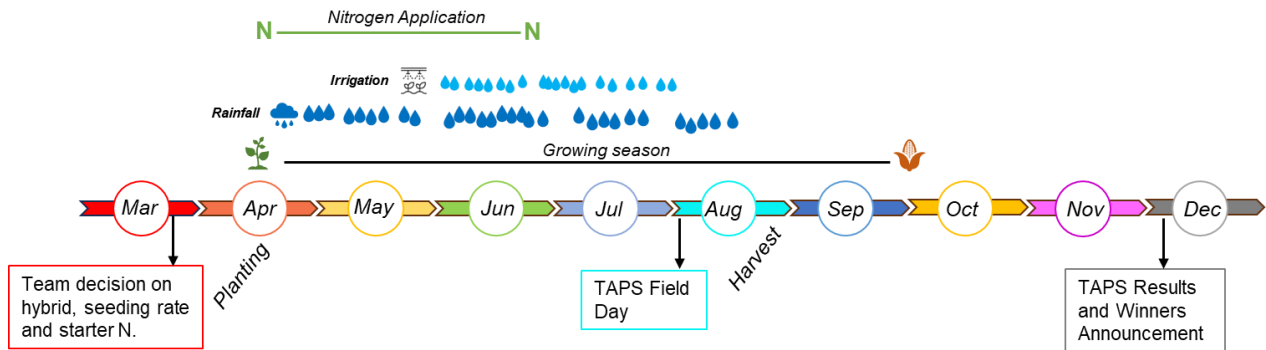 Nitrogen Application
N N
Irrigation
Rainfall
Growing season
Mar Apr May Jun Jul Aug Sep Oct Nov Dec
Planting
Harvest
Team decision on
hybrid, seeding rate
and starter N.
TAPS Field
Day
TAPS Results
and Winners
Announcement